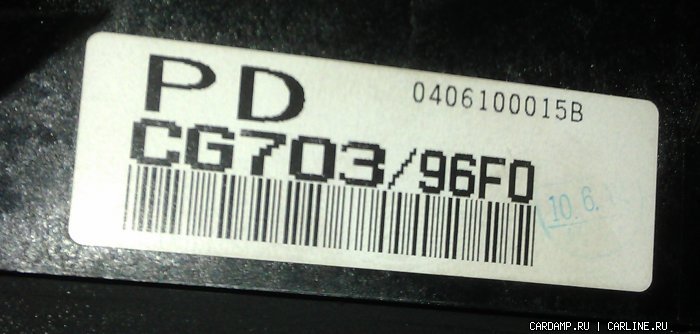 PD 0406100015B
CG703/96F0
10.6.
CARDAMP.RU | CARLINE.RU